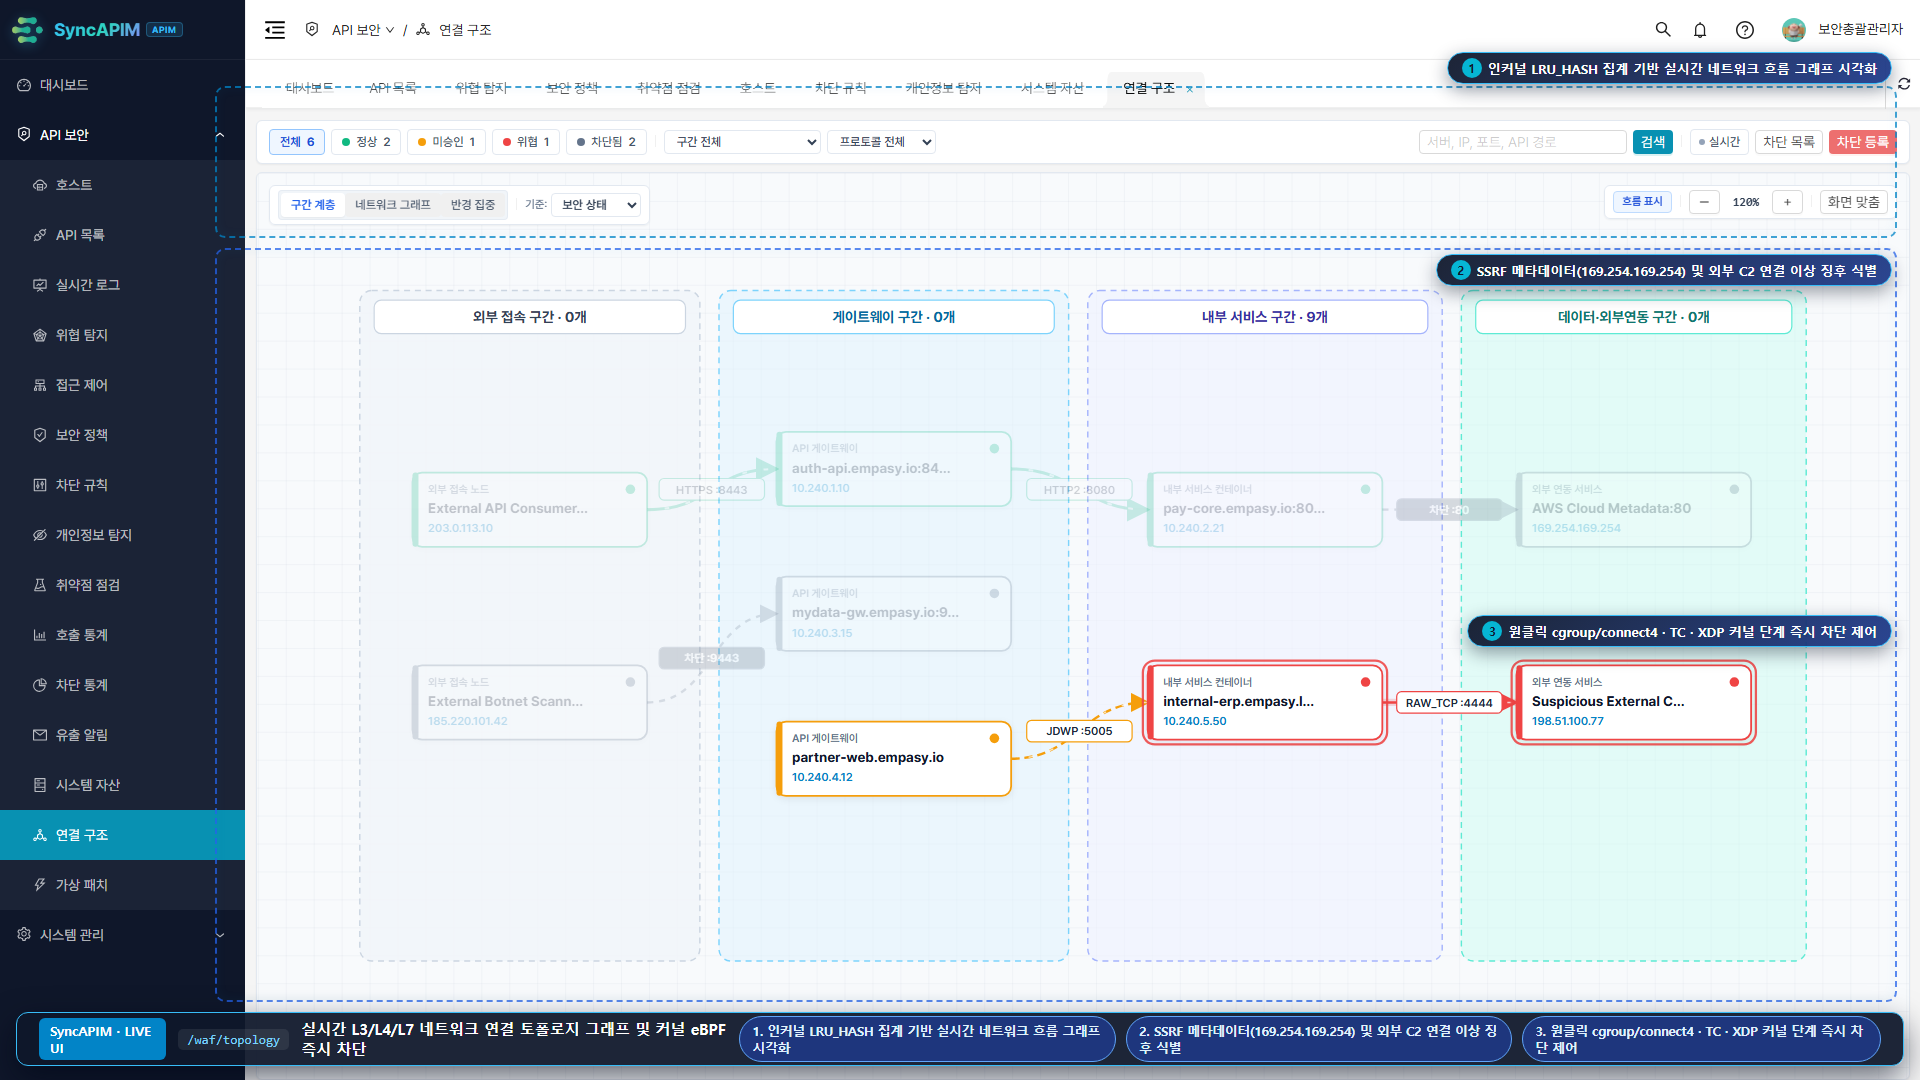 SyncAPIM APIM
API 보안 / 연결 구조
보안총괄관리자
1 인커널 LRU_HASH 집계 기반 실시간 네트워크 흐름 그래프 시각화
대시보드
API 보안
호스트
API 목록
실시간 로그
위협 탐지
접근 제어
보안 정책
차단 규칙
개인정보 탐지
취약점 점검
호출 통계
차단 통계
유출 알림
시스템 자산
연결 구조
가상 패치
시스템 관리
대시보드 API 목록 위협 탐지 보안 정책 취약점 점검 호스트 차단 규칙 개인정보 탐지 시스템 자산 연결 구조 ×
전체 6 정상 2 미승인 1 위협 1 차단됨 2 구간 전체 프로토콜 전체 서버, IP, 포트, API 경로 검색 실시간 차단 목록 차단 등록
구간 계층 네트워크 그래프 반경 집중 기준: 보안 상태 흐름 표시 − 120% + 화면 맞춤
2 SSRF 메타데이터(169.254.169.254) 및 외부 C2 연결 이상 징후 식별
외부 접속 구간 · 0개
게이트웨이 구간 · 0개
내부 서비스 구간 · 9개
데이터·외부연동 구간 · 0개
외부 접속 노드
External API Consumer...
203.0.113.10
HTTPS :8443
API 게이트웨이
auth-api.empasy.io:84...
10.240.1.10
HTTP2 :8080
내부 서비스 컨테이너
pay-core.empasy.io:80...
10.240.2.21
차단 :80
외부 연동 서비스
AWS Cloud Metadata:80
169.254.169.254
API 게이트웨이
mydata-gw.empasy.io:9...
10.240.3.15
차단 :9443
외부 접속 노드
External Botnet Scann...
185.220.101.42
3 원클릭 cgroup/connect4 · TC · XDP 커널 단계 즉시 차단 제어
API 게이트웨이
partner-web.empasy.io
10.240.4.12
JDWP :5005
내부 서비스 컨테이너
internal-erp.empasy.l...
10.240.5.50
RAW_TCP :4444
외부 연동 서비스
Suspicious External C...
198.51.100.77
SyncAPIM · LIVE
UI
/waf/topology
실시간 L3/L4/L7 네트워크 연결 토폴로지 그래프 및 커널 eBPF
즉시 차단
1. 인커널 LRU_HASH 집계 기반 실시간 네트워크 흐름 그래프
시각화
2. SSRF 메타데이터(169.254.169.254) 및 외부 C2 연결 이상 징
후 식별
3. 원클릭 cgroup/connect4 · TC · XDP 커널 단계 즉시 차
단 제어